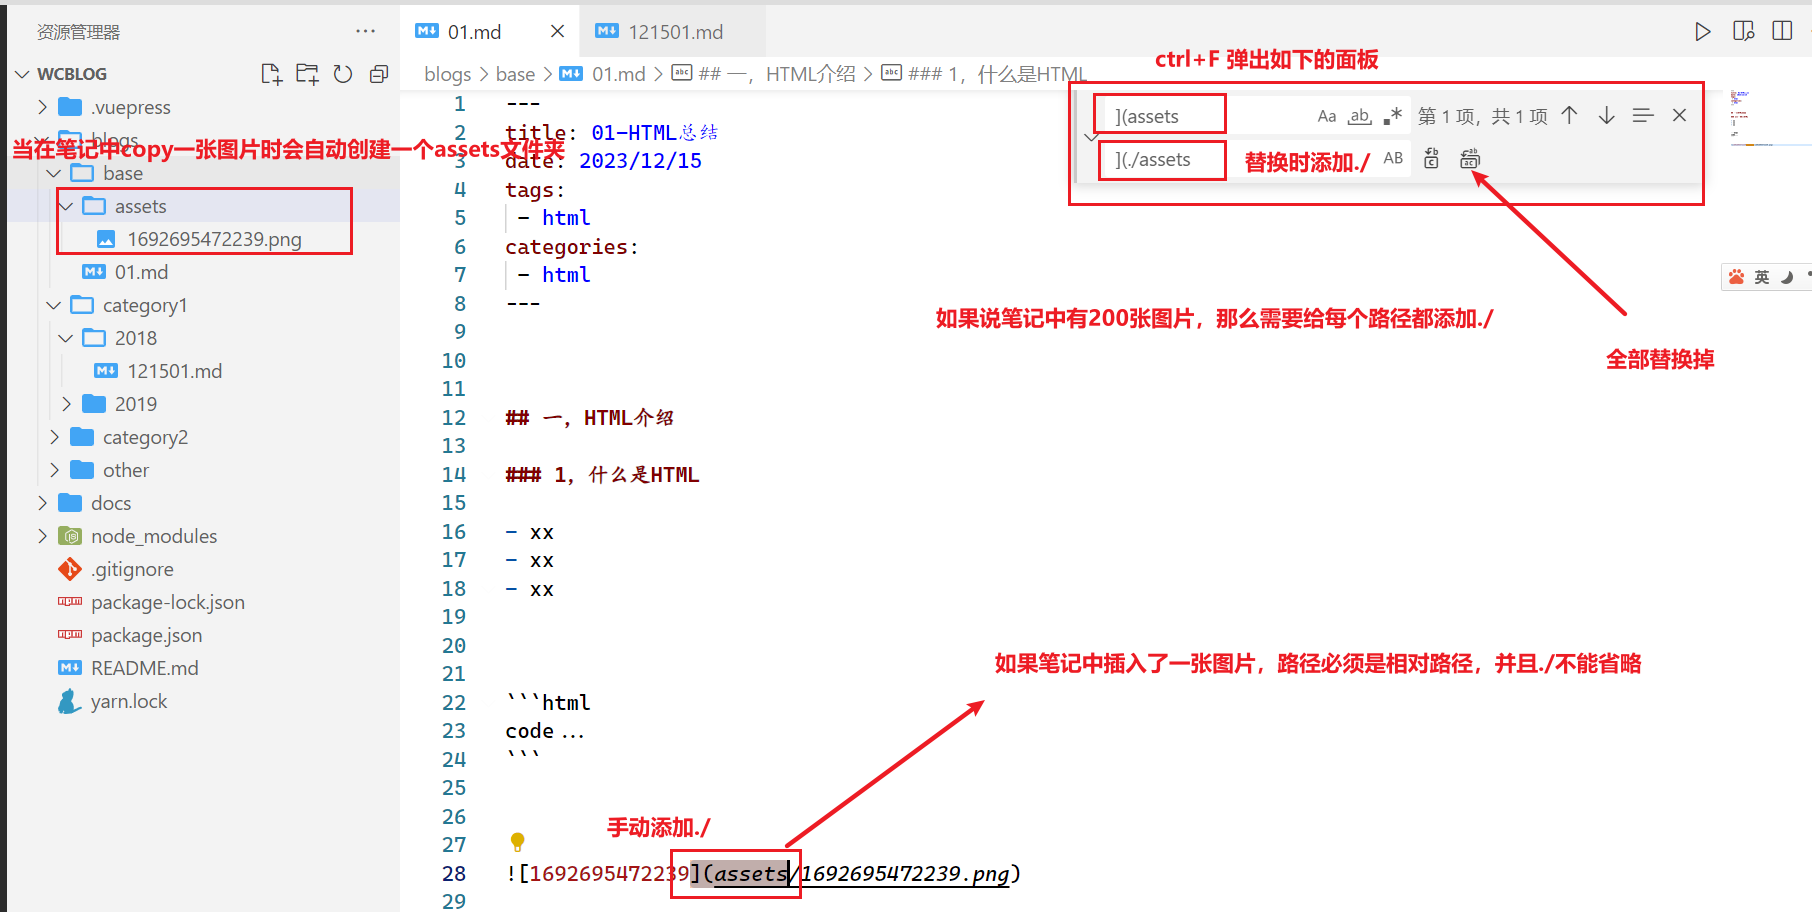 资源管理器
WCBLOG
.vuepress
blogs
当在笔记中copy一张图片时会自动创建一个assets文件夹
base
assets
1692695472239.png
01.md
category1
2018
121501.md
2019
category2
other
docs
node_modules
.gitignore
package-lock.json
package.json
README.md
yarn.lock
01.md
121501.md
blogs > base > 01.md > ## 一，HTML介绍 > ### 1，什么是HTML
ctrl+F 弹出如下的面板
](assets
Aa ab 第 1 项，共 1 项
](./assets
替换时添加./
AB
英
全部替换掉
如果说笔记中有200张图片，那么需要给每个路径都添加./
1 ---
2 title: 01-HTML总结
3 date: 2023/12/15
4 tags:
5 - html
6 categories:
7 - html
8 ---
9
10
11
12 ## 一，HTML介绍
13
14 ### 1，什么是HTML
15
16 - xx
17 - xx
18 - xx
19
20
21
如果笔记中插入了一张图片，路径必须是相对路径，并且./不能省略
22 ```html
23 code...
24 ```
25
26
手动添加./
27
28 ![1692695472239](assets/1692695472239.png)
29